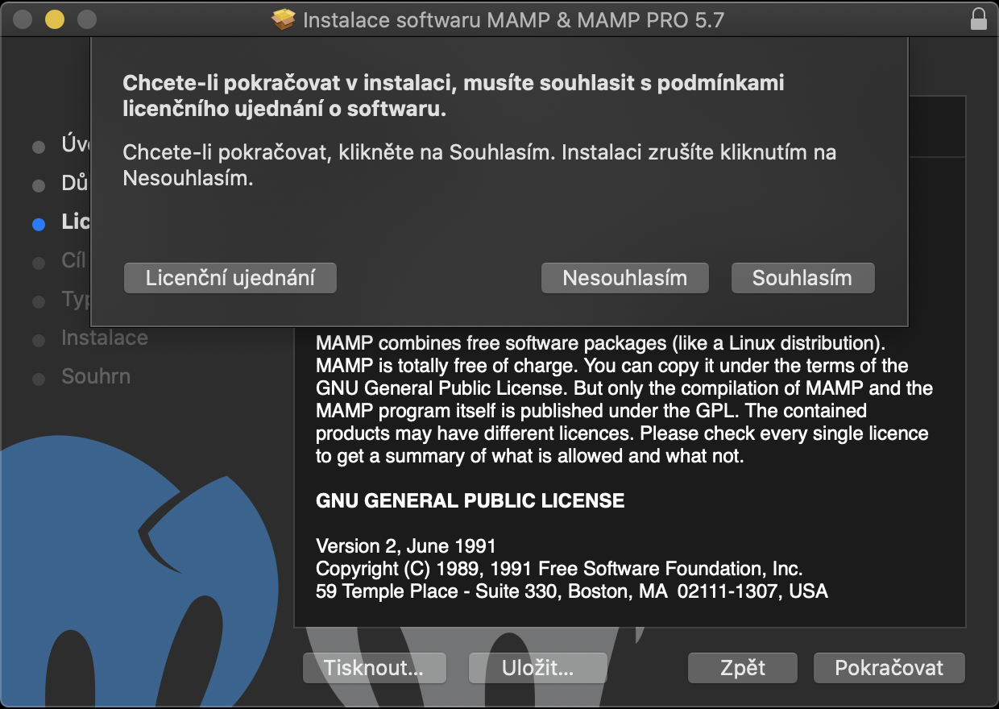 Instalace softwaru MAMP & MAMP PRO 5.7
Chcete-li pokračovat v instalaci, musíte souhlasit s podmínkami
licenčního ujednání o softwaru.
Chcete-li pokračovat, klikněte na Souhlasím. Instalaci zrušíte kliknutím na
Nesouhlasím.
Licenční ujednání
Nesouhlasím
Souhlasím
Cíl
Instalace
Souhrn
MAMP combines free software packages (like a Linux distribution).
MAMP is totally free of charge. You can copy it under the terms of the
GNU General Public License. But only the compilation of MAMP and the
MAMP program itself is published under the GPL. The contained
products may have different licences. Please check every single licence
to get a summary of what is allowed and what not.
GNU GENERAL PUBLIC LICENSE
Version 2, June 1991
Copyright (C) 1989, 1991 Free Software Foundation, Inc.
59 Temple Place - Suite 330, Boston, MA  02111-1307, USA
Tisknout...
Uložit...
Zpět
Pokračovat